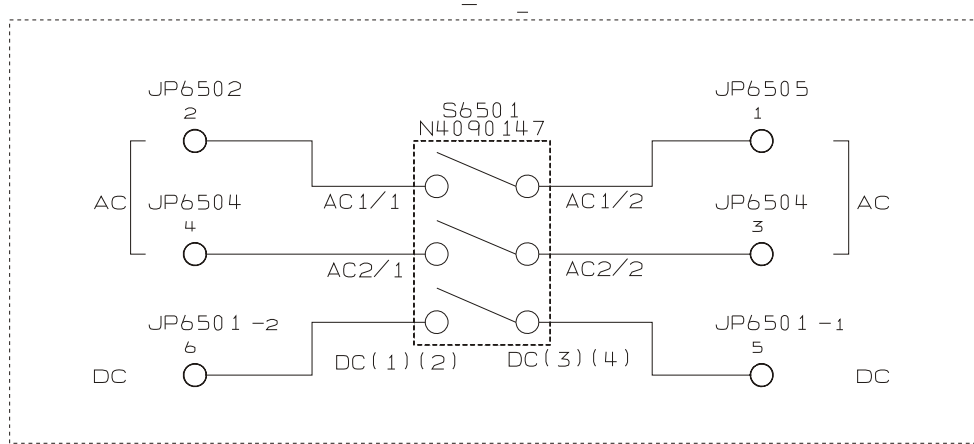 JP6502
2
JP6505
1
S6501
N4090147
AC
JP6504
4
AC1/1
AC1/2
JP6504
3
AC
AC2/1
AC2/2
JP6501 -2
6
JP6501 -1
5
DC
DC(1)(2)
DC(3)(4)
DC